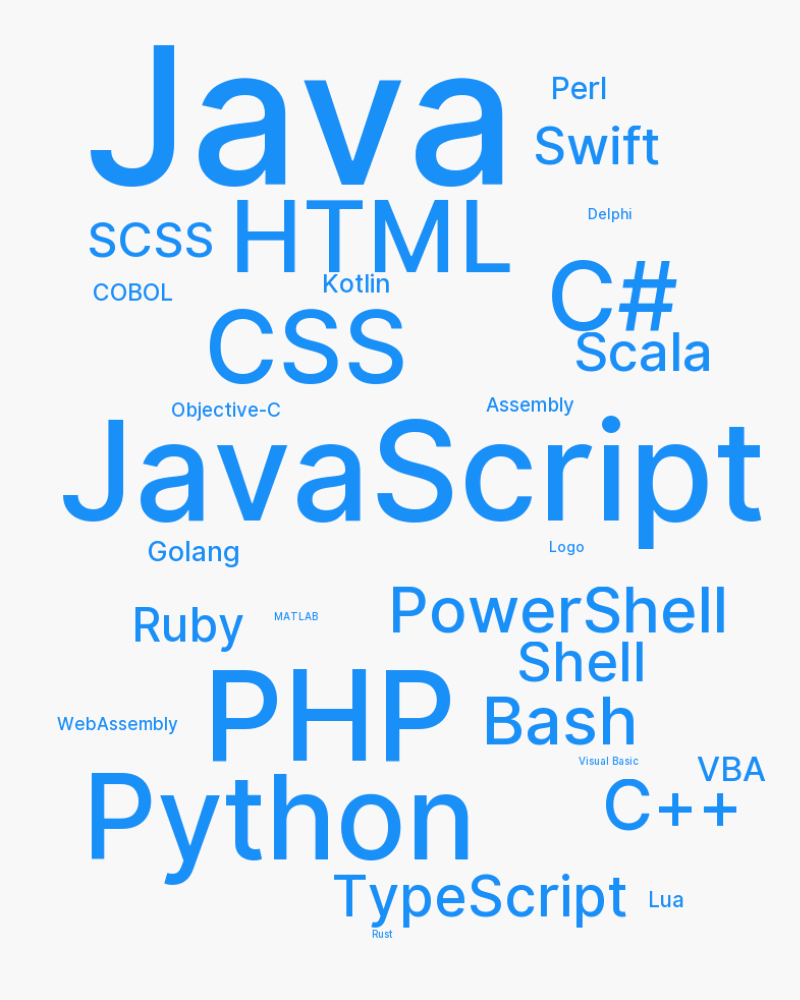 Java
Perl
Swift
SCSS
HTML
Delphi
COBOL
Kotlin
C#
CSS
Scala
Objective-C
Assembly
JavaScript
Golang
Logo
Ruby
MATLAB
PowerShell
Shell
WebAssembly
PHP
Bash
Visual Basic
VBA
Python
C++
TypeScript
Lua
Rust